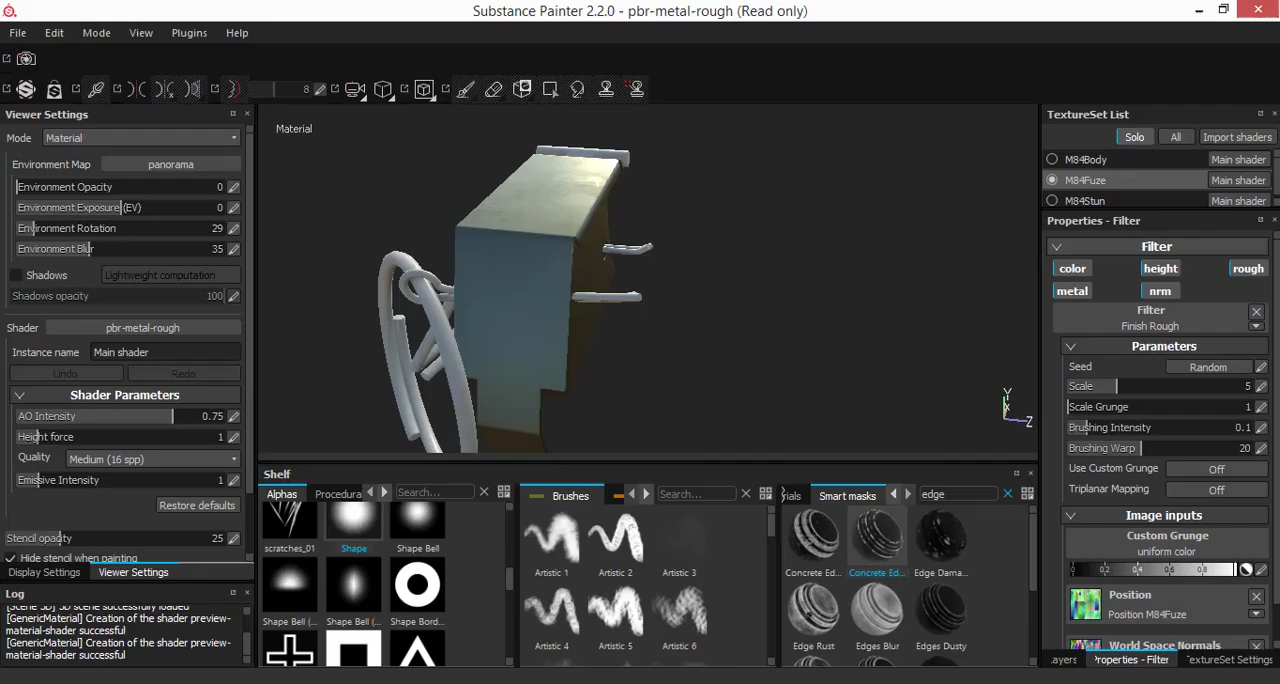 Substance Painter 2.2.0 - pbr-metal-rough (Read only)
File Edit Mode View Plugins Help
8
Viewer Settings
Mode Material
Environment Map panorama
Environment Opacity 0
Environment Exposure (EV) 0
Environment Rotation 29
Environment Blur 35
Shadows Lightweight computation
Shadows opacity 100
Shader pbr-metal-rough
Instance name Main shader
Undo Redo
Shader Parameters
AO Intensity 0.75
Height force 1
Quality Medium (16 spp)
Emissive Intensity 1
Restore defaults
Stencil opacity 25
Hide stencil when painting
Display Settings Viewer Settings
Log
[Scene 3D] 3D scene successfully loaded
[GenericMaterial] Creation of the shader preview-
material-shader successful
[GenericMaterial] Creation of the shader preview-
material-shader successful
Material
Y
Z
Shelf
Alphas Procedura Search...
scratches_01 Shape Shape Bell
Shape Bell (... Shape Bell (... Shape Bord...
Brushes Search...
Artistic 1 Artistic 2 Artistic 3
Artistic 4 Artistic 5 Artistic 6
rials Smart masks edge
Concrete Ed... Concrete Ed... Edge Dama...
Edge Rust Edges Blur Edges Dusty
TextureSet List
Solo All Import shaders
M84Body Main shader
M84Fuze Main shader
M84Stun Main shader
Properties - Filter
Filter
color height rough
metal nrm
Filter
Finish Rough
Parameters
Seed Random
Scale 5
Scale Grunge 1
Brushing Intensity 0.1
Brushing Warp 20
Use Custom Grunge Off
Triplanar Mapping Off
Image inputs
Custom Grunge
uniform color
0 0.2 0.4 0.6 0.8
Position
Position M84Fuze
World Space Normals
ayers Properties - Filter TextureSet Settings